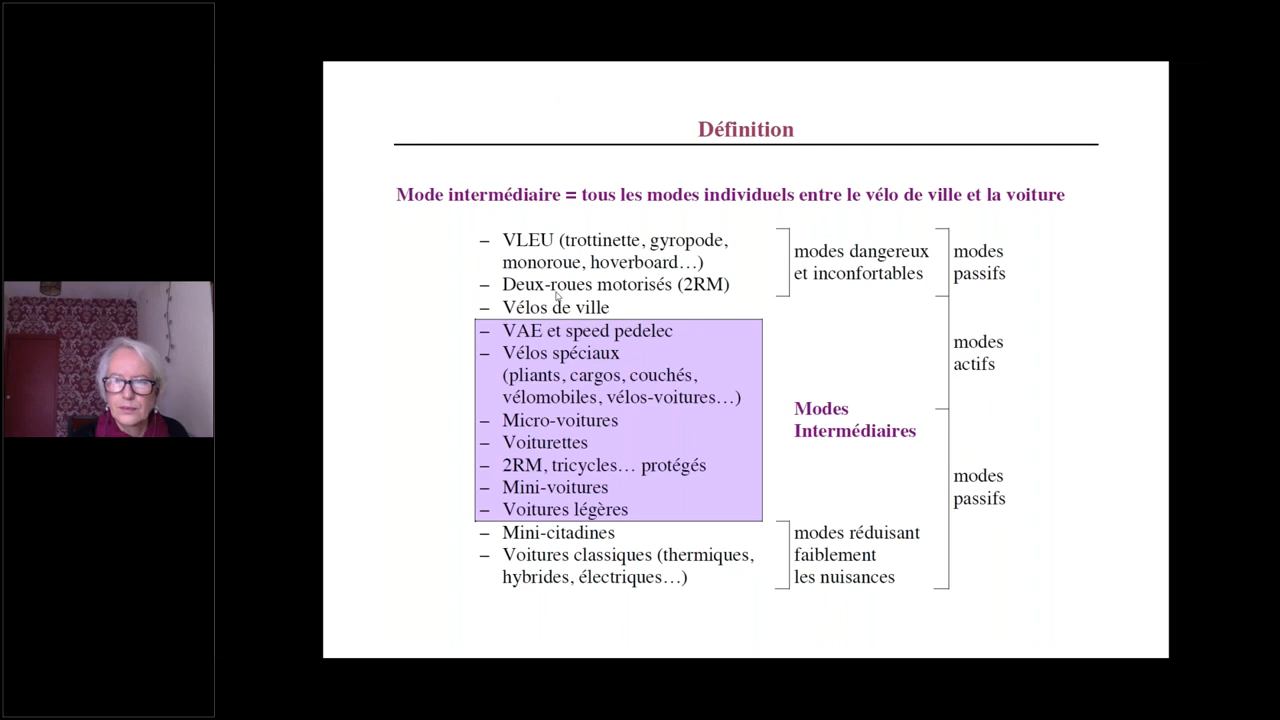 Définition
Mode intermédiaire = tous les modes individuels entre le vélo de ville et la voiture
– VLEU (trottinette, gyropode,
monoroue, hoverboard…)
– Deux-roues motorisés (2RM)
– Vélos de ville
– VAE et speed pedelec
– Vélos spéciaux
(pliants, cargos, couchés,
vélomobiles, vélos-voitures…)
– Micro-voitures
– Voiturettes
– 2RM, tricycles… protégés
– Mini-voitures
– Voitures légères
– Mini-citadines
– Voitures classiques (thermiques,
hybrides, électriques…)
modes dangereux
et inconfortables
Modes
Intermédiaires
modes réduisant
faiblement
les nuisances
modes
passifs
modes
actifs
modes
passifs